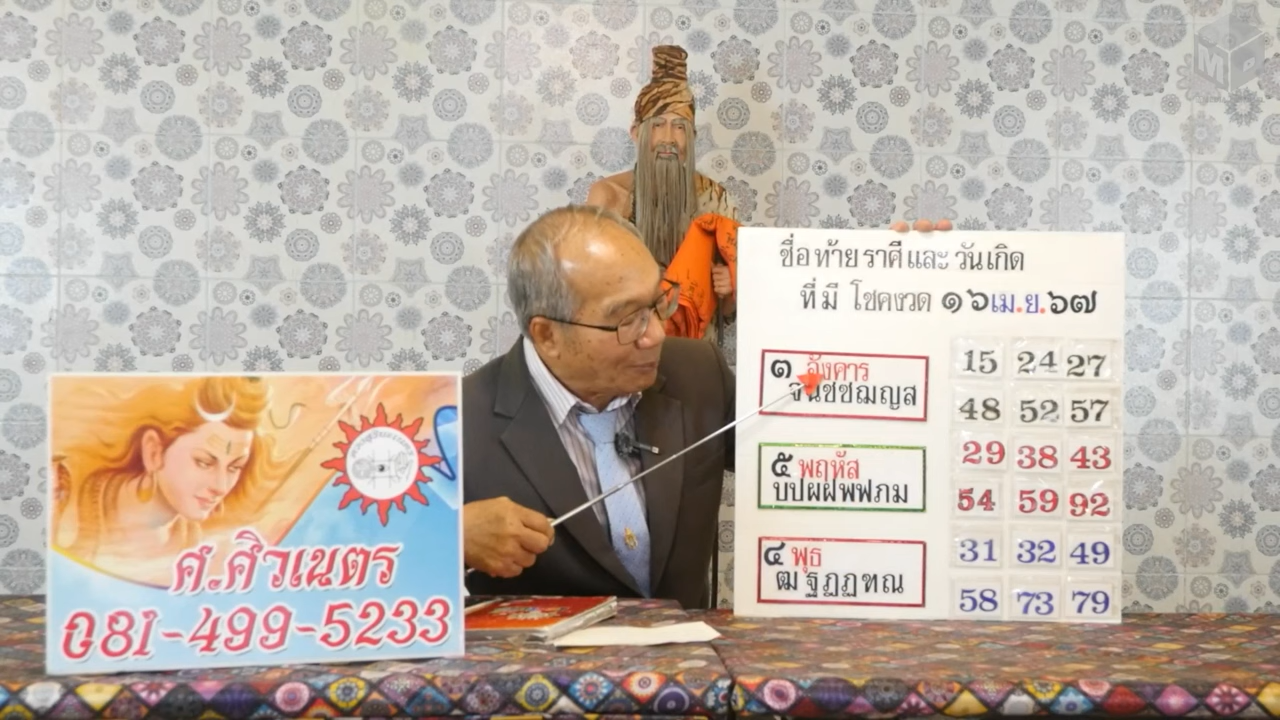 ชื่อท้ายราศีและวันเกิด
ที่มี โชคงวด ๑๖เม.ย.๖๗
๓ อังคาร
จฉชซฌญส
15 24 27
48 52 57
๕ พฤหัส
บปผฝพฟภม
29 38 43
54 59 92
๔ พุธ
ฒฐฎฏฑณ
31 32 49
58 73 79
ศ.ศิวเนตร
081-499-5233